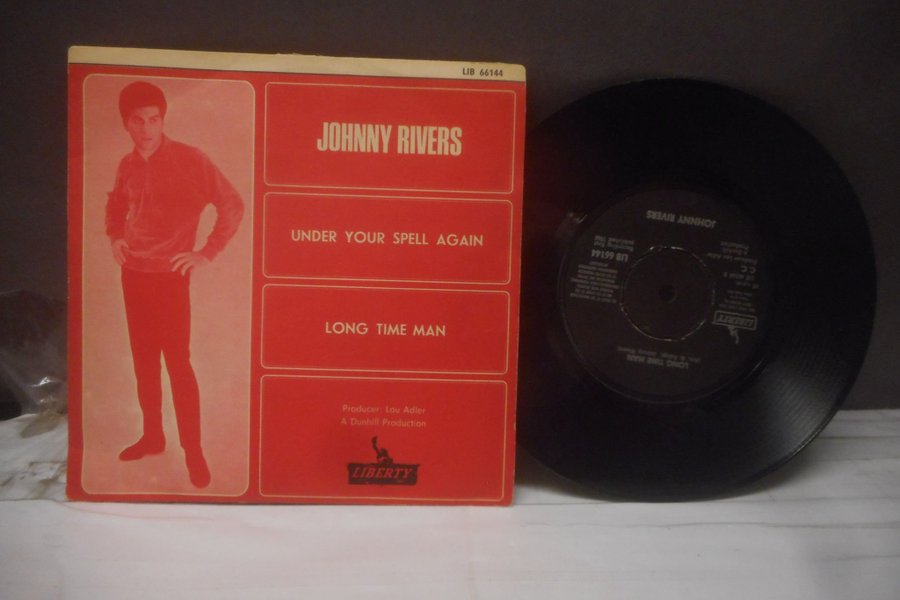 LIB 66144
JOHNNY RIVERS
UNDER YOUR SPELL AGAIN
LONG TIME MAN
Producer: Lou Adler
A Dunhill Production
LIBERTY
LIBERTY
LONG TIME MAN
LIB 66144
JOHNNY RIVERS